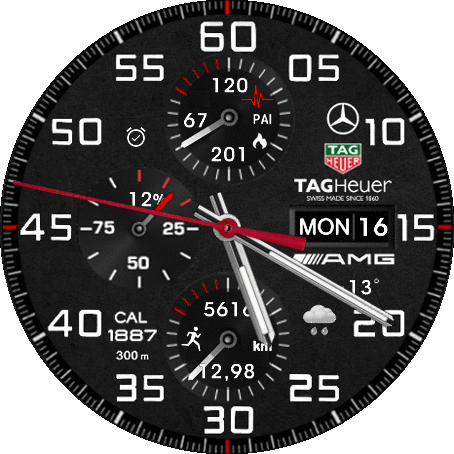 60
55 05
120
67 PAI
201
50 10
TAG
HEUER
TAGHeuer
SWISS MADE SINCE 1860
12%
45 75 25 MON 16 15
50 AMG
13°
40 CAL 20
1887
300 m
5616
km
12,98
35 25
30